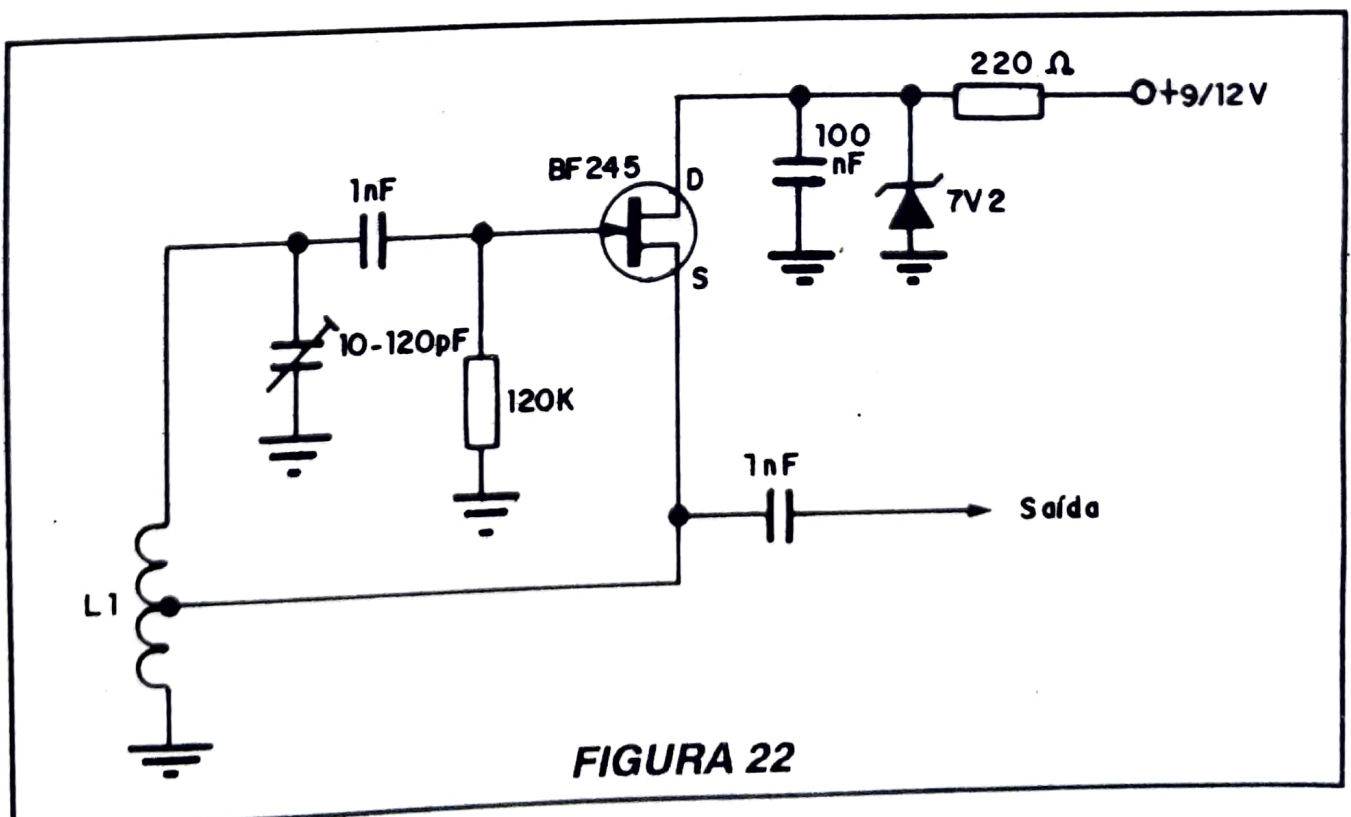 220 Ω
+9/12V
100
nF
BF245
D
1nF
7V2
S
10-120pF
120K
1nF
Saída
L1
FIGURA 22